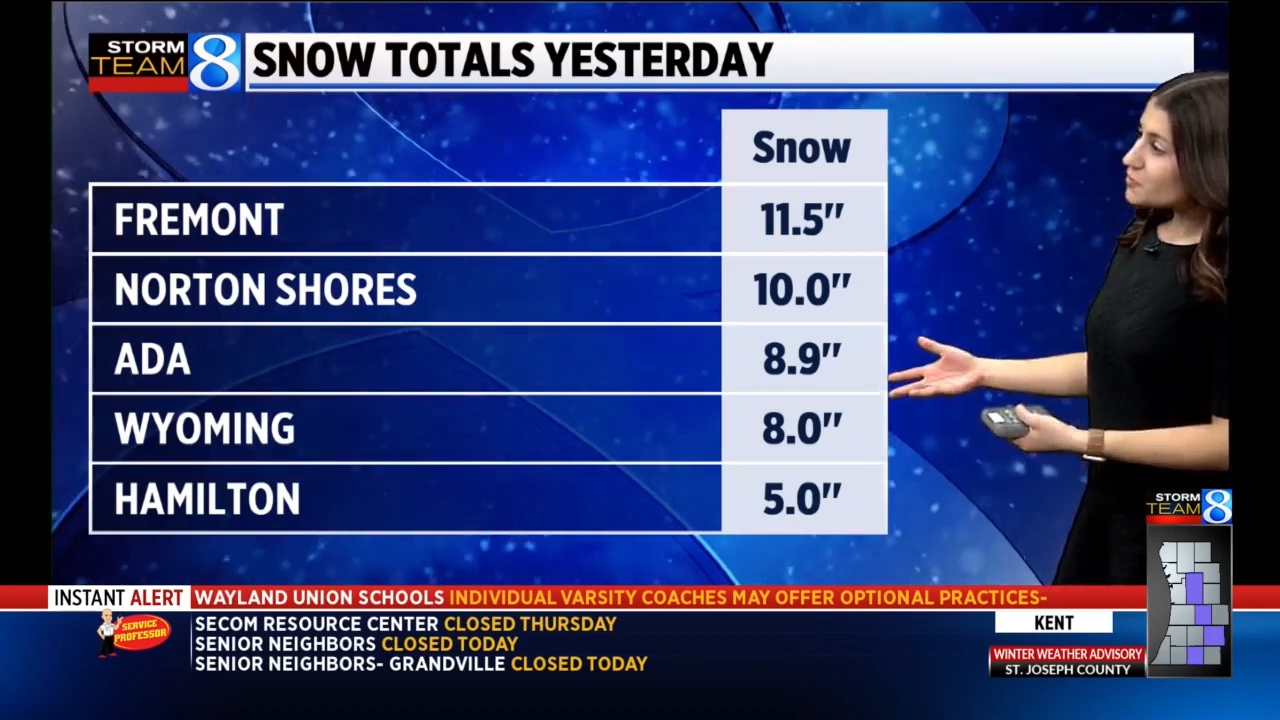 STORM
TEAM 8
SNOW TOTALS YESTERDAY
Snow
FREMONT 11.5"
NORTON SHORES 10.0"
ADA 8.9"
WYOMING 8.0"
HAMILTON 5.0"
STORM
TEAM 8
INSTANT ALERT WAYLAND UNION SCHOOLS INDIVIDUAL VARSITY COACHES MAY OFFER OPTIONAL PRACTICES-
SERVICE
PROFESSOR
SECOM RESOURCE CENTER CLOSED THURSDAY
SENIOR NEIGHBORS CLOSED TODAY
SENIOR NEIGHBORS- GRANDVILLE CLOSED TODAY
KENT
WINTER WEATHER ADVISORY
ST. JOSEPH COUNTY